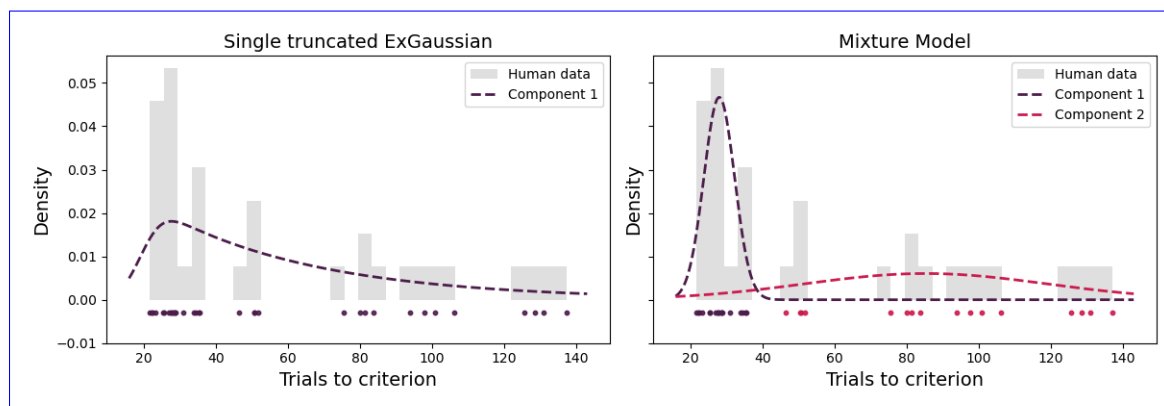 Single truncated ExGaussian
Human data
Component 1
Density
0.05
0.04
0.03
0.02
0.01
0.00
−0.01
20
40
60
80
100
120
140
Trials to criterion
Mixture Model
Human data
Component 1
Component 2
Density
20
40
60
80
100
120
140
Trials to criterion